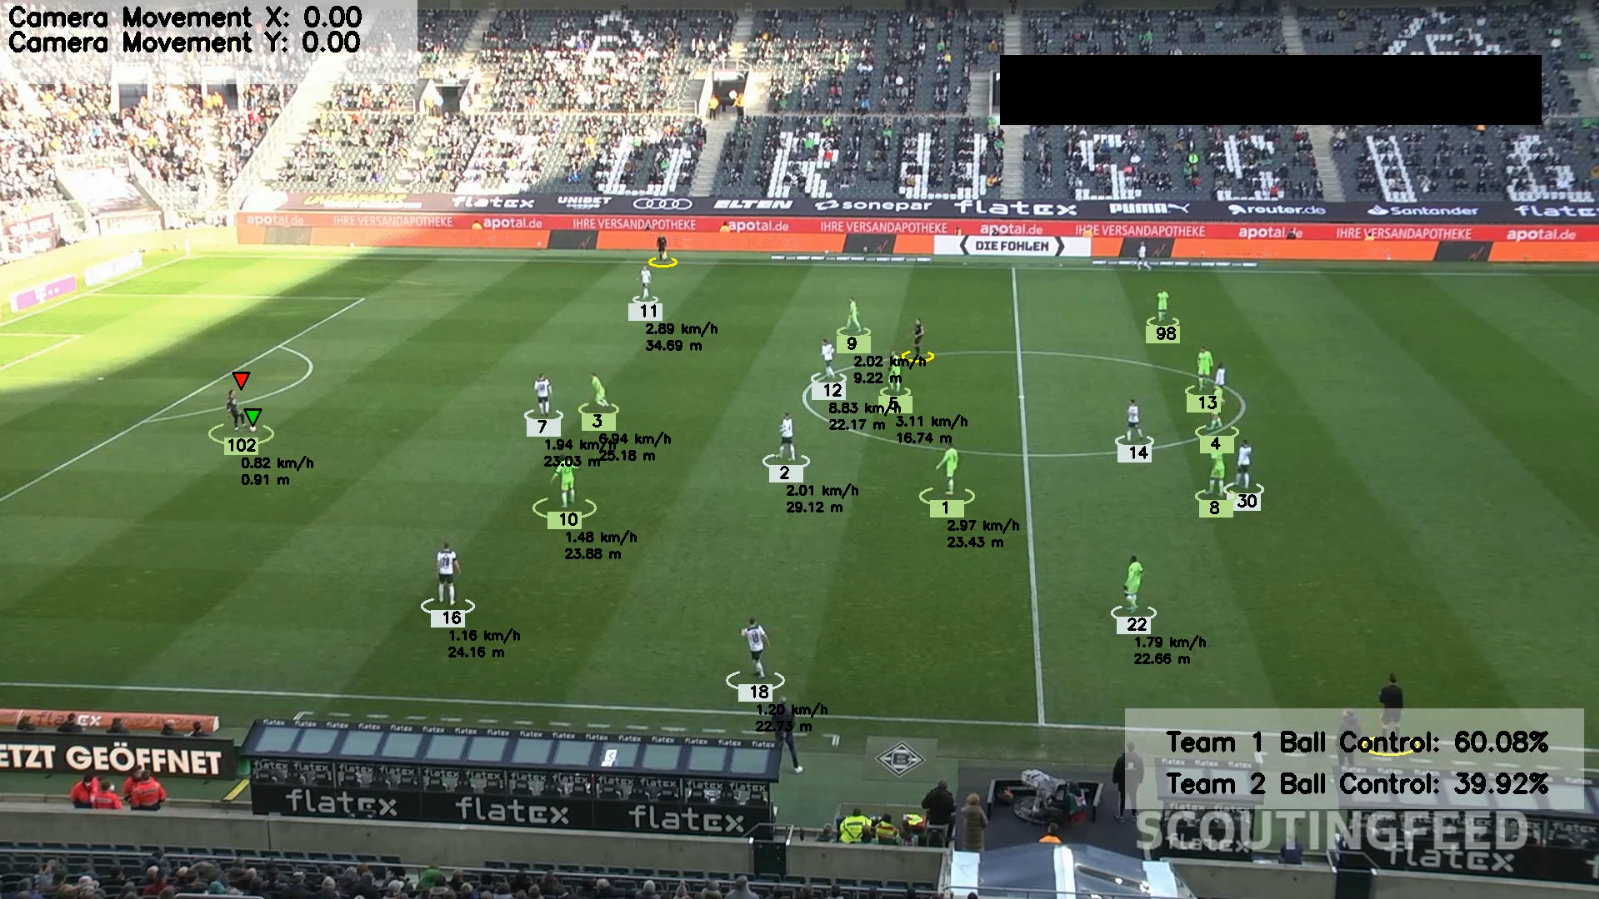 Camera Movement X: 0.00
Camera Movement Y: 0.00
BORUSSIA
flatex UNIBET ELTEN sonepar flatex PUMA reuter.de Santander flatex
apotal.de IHRE VERSANDAPOTHEKE apotal.de IHRE VERSANDAPOTHEKE apotal.de IHRE VERSANDAPOTHEKE apotal.de IHRE VERSANDAPOTHEKE apotal.de IHRE VERSANDAPOTHEKE apotal.de
DIE FOHLEN
11
2.89 km/h
34.69 m
98
9
2.02 km/h
9.22 m
12
8.83 km/h
22.17 m
5
3.11 km/h
16.74 m
13
7
1.94 km/h
23.03 m
3
6.94 km/h
25.18 m
102
0.82 km/h
0.91 m
4
14
2
2.01 km/h
29.12 m
1
2.97 km/h
23.43 m
8
30
10
1.48 km/h
23.88 m
16
1.16 km/h
24.16 m
22
1.79 km/h
22.66 m
18
1.20 km/h
22.73 m
flatex
ETZT GEÖFFNET
flatex flatex flatex
Team 1 Ball Control: 60.08%
Team 2 Ball Control: 39.92%
SCOUTINGFEED
flatex